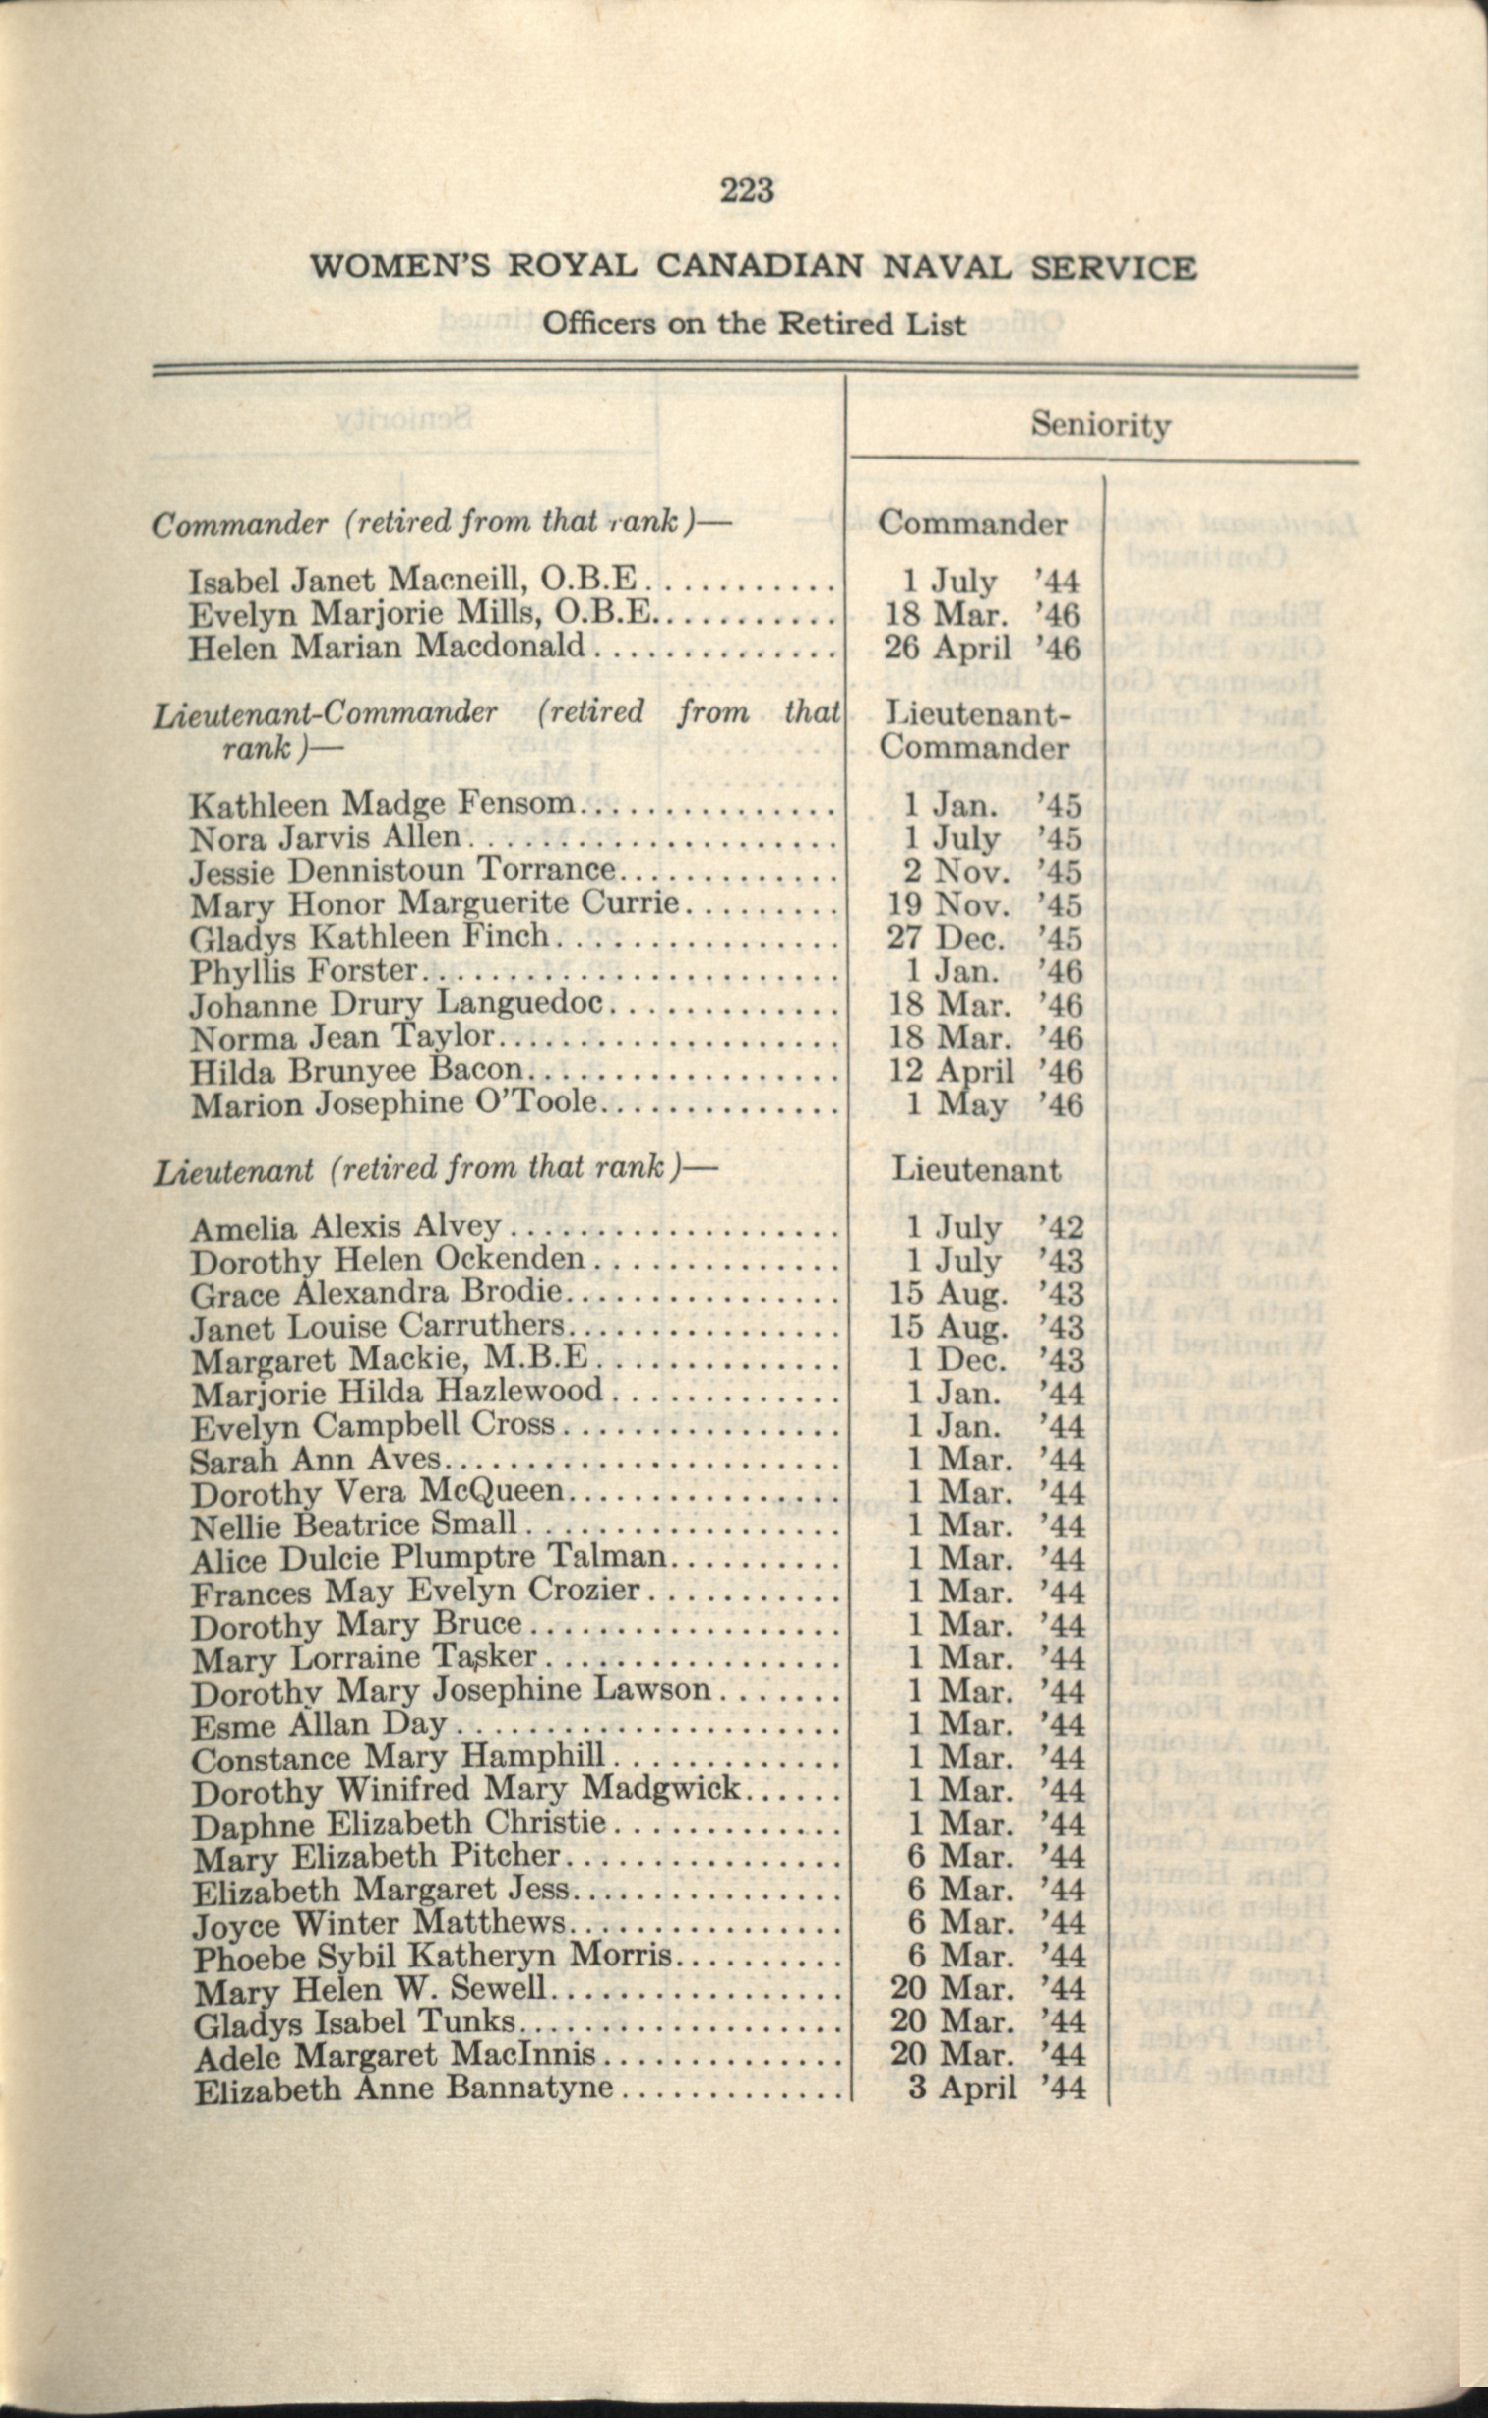 223
WOMEN'S ROYAL CANADIAN NAVAL SERVICE
Officers on the Retired List
Seniority
Commander (retired from that rank)— Commander
Isabel Janet Macneill, O.B.E. 1 July '44
Evelyn Marjorie Mills, O.B.E. 18 Mar. '46
Helen Marian Macdonald 26 April '46
Lieutenant-Commander (retired from that Lieutenant-
rank)— Commander
Kathleen Madge Fensom 1 Jan. '45
Nora Jarvis Allen 1 July '45
Jessie Dennistoun Torrance 2 Nov. '45
Mary Honor Marguerite Currie 19 Nov. '45
Gladys Kathleen Finch 27 Dec. '45
Phyllis Forster 1 Jan. '46
Johanne Drury Languedoc 18 Mar. '46
Norma Jean Taylor 18 Mar. '46
Hilda Brunyee Bacon 12 April '46
Marion Josephine O'Toole 1 May '46
Lieutenant (retired from that rank)— Lieutenant
Amelia Alexis Alvey 1 July '42
Dorothy Helen Ockenden 1 July '43
Grace Alexandra Brodie 15 Aug. '43
Janet Louise Carruthers 15 Aug. '43
Margaret Mackie, M.B.E. 1 Dec. '43
Marjorie Hilda Hazlewood 1 Jan. '44
Evelyn Campbell Cross 1 Jan. '44
Sarah Ann Aves 1 Mar. '44
Dorothy Vera McQueen 1 Mar. '44
Nellie Beatrice Small 1 Mar. '44
Alice Dulcie Plumptre Talman 1 Mar. '44
Frances May Evelyn Crozier 1 Mar. '44
Dorothy Mary Bruce 1 Mar. '44
Mary Lorraine Tasker 1 Mar. '44
Dorothy Mary Josephine Lawson 1 Mar. '44
Esme Allan Day 1 Mar. '44
Constance Mary Hamphill 1 Mar. '44
Dorothy Winifred Mary Madgwick 1 Mar. '44
Daphne Elizabeth Christie 1 Mar. '44
Mary Elizabeth Pitcher 6 Mar. '44
Elizabeth Margaret Jess 6 Mar. '44
Joyce Winter Matthews 6 Mar. '44
Phoebe Sybil Katheryn Morris 6 Mar. '44
Mary Helen W. Sewell 20 Mar. '44
Gladys Isabel Tunks 20 Mar. '44
Adele Margaret MacInnis 20 Mar. '44
Elizabeth Anne Bannatyne 3 April '44